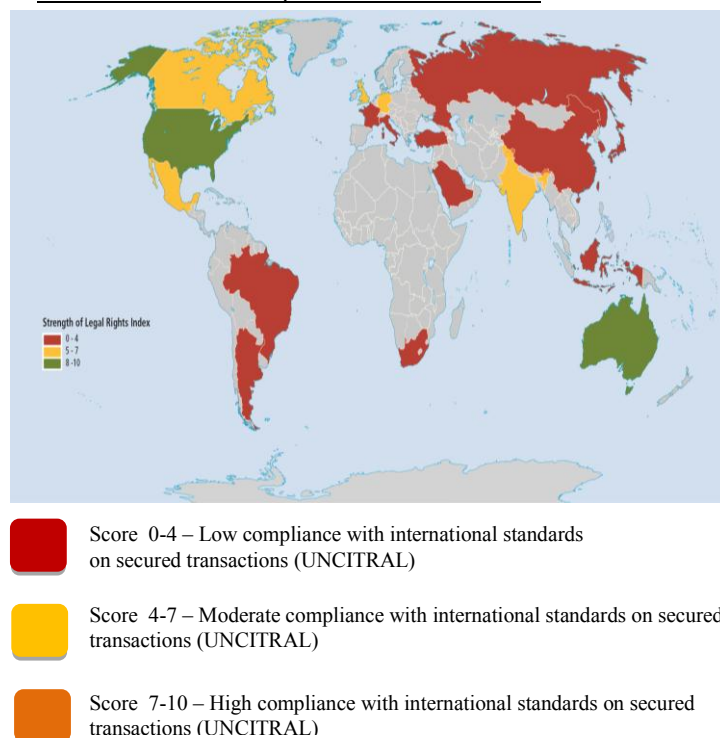 Strength of Legal Rights Index
0 - 4
5 - 7
8 -10
Score 0-4 – Low compliance with international standards
on secured transactions (UNCITRAL)
Score 4-7 – Moderate compliance with international standards on secured
transactions (UNCITRAL)
Score 7-10 – High compliance with international standards on secured
transactions (UNCITRAL)